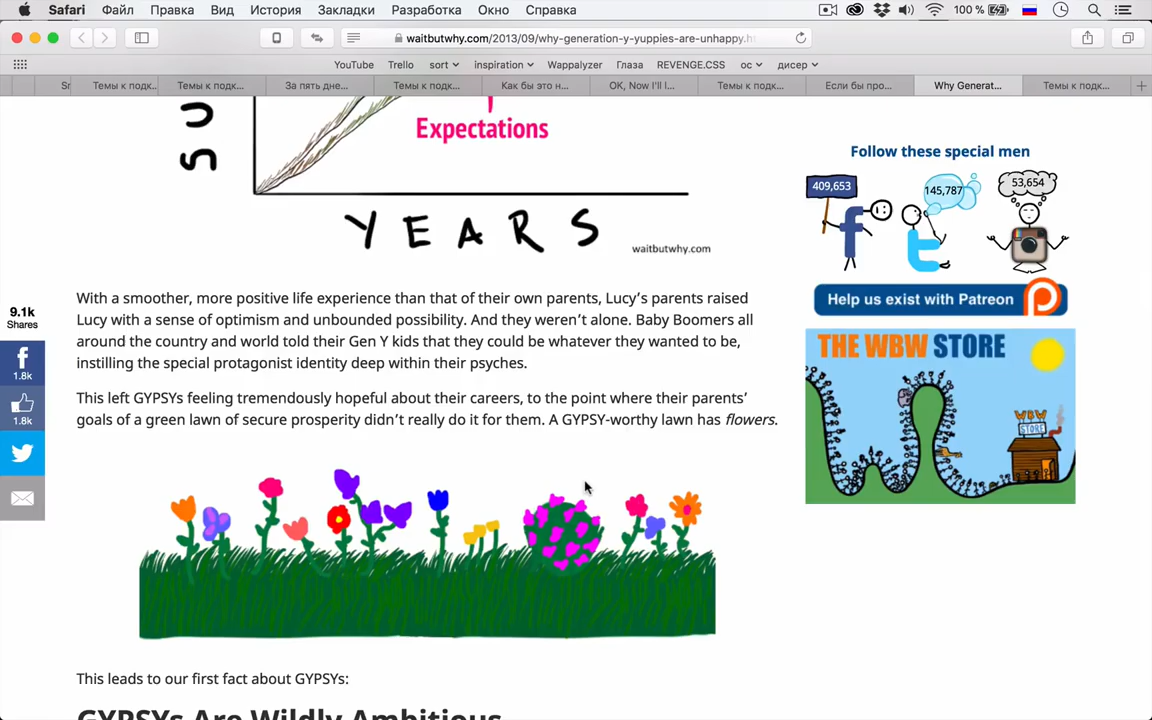 Safari Файл Правка Вид История Закладки Разработка Окно Справка 100 %
waitbutwhy.com/2013/09/why-generation-y-yuppies-are-unhappy.h
YouTube Trello sort inspiration Wappalyzer Глаза REVENGE.CSS ос дисер
Темы к подк... Темы к подк... За пять дне... Темы к подк... Как бы это н... OK, Now I'll I... Темы к подк... Если бы про... Why Generat... Темы к подк...
S U
Expectations
YEARS
waitbutwhy.com
With a smoother, more positive life experience than that of their own parents, Lucy's parents raised
Lucy with a sense of optimism and unbounded possibility. And they weren't alone. Baby Boomers all
around the country and world told their Gen Y kids that they could be whatever they wanted to be,
instilling the special protagonist identity deep within their psyches.
This left GYPSYs feeling tremendously hopeful about their careers, to the point where their parents'
goals of a green lawn of secure prosperity didn't really do it for them. A GYPSY-worthy lawn has flowers.
This leads to our first fact about GYPSYs:
GYPSYs Are Wildly Ambitious
9.1k
Shares
1.8k
1.8k
Follow these special men
409,653 145,787 53,654
Help us exist with Patreon
THE WBW STORE
WBW
STORE